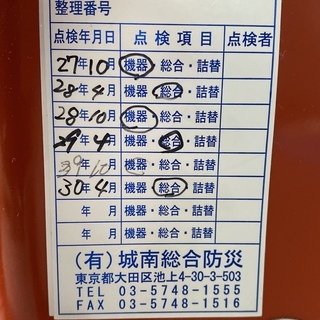 整理番号
点検年月日 点検項目 点検者
27年10月 機器・総合・詰替
28年4月 機器・総合・詰替
28年10月 機器・総合・詰替
29年4月 機器・総合・詰替
39年10月 機器・総合・詰替
30年4月 機器・総合・詰替
年 月 機器・総合・詰替
年 月 機器・総合・詰替
(有)城南総合防災
東京都大田区池上4-30-3-503
TEL 03-5748-1555
FAX 03-5748-1516